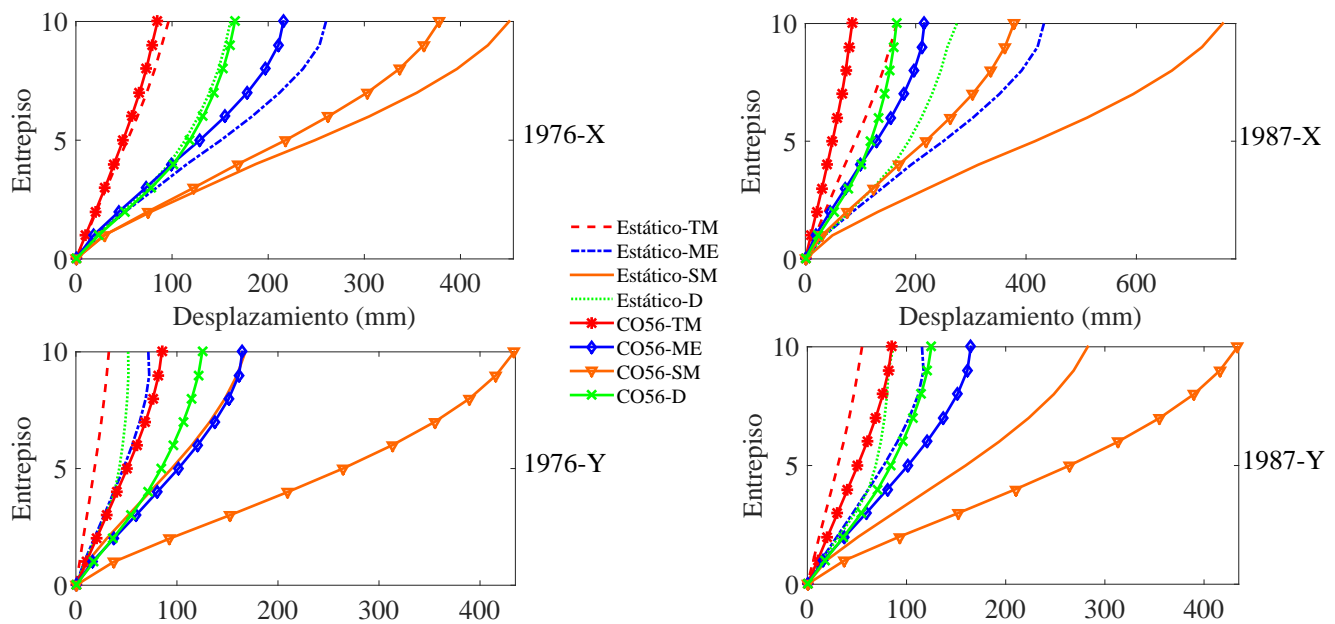 10
5
0
Entrepiso
0 100 200 300 400
Desplazamiento (mm)
1976-X
10
5
0
Entrepiso
0 200 400 600
Desplazamiento (mm)
1987-X
Estático-TM
Estático-ME
Estático-SM
Estático-D
CO56-TM
CO56-ME
CO56-SM
CO56-D
10
5
0
Entrepiso
0 100 200 300 400
1976-Y
10
5
0
Entrepiso
0 100 200 300 400
1987-Y